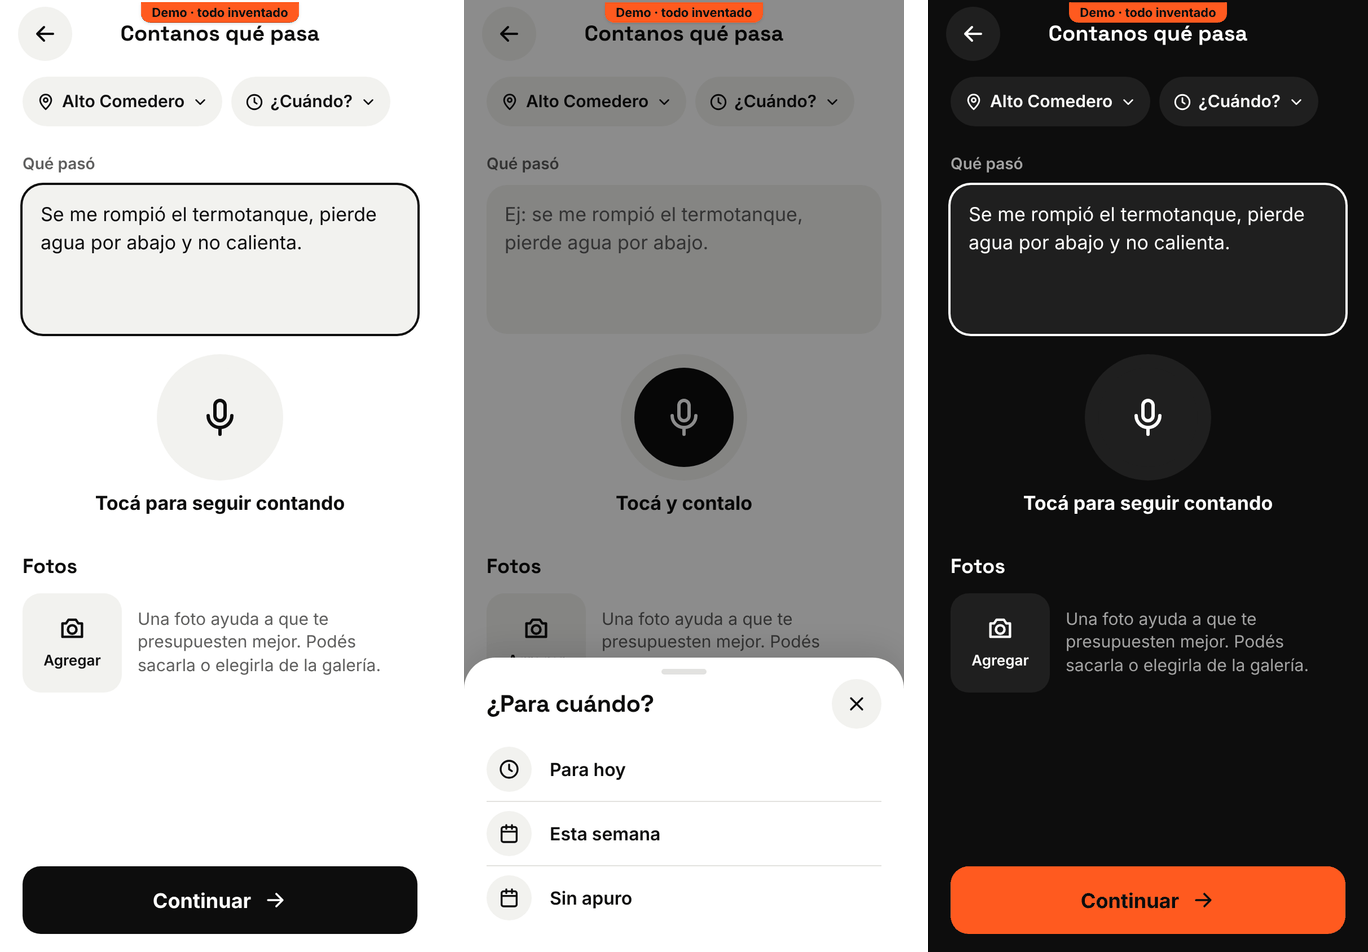 Demo · todo inventado
Contanos qué pasa
Alto Comedero
¿Cuándo?
Qué pasó
Se me rompió el termotanque, pierde
agua por abajo y no calienta.
Tocá para seguir contando
Fotos
Agregar
Una foto ayuda a que te
presupuesten mejor. Podés
sacarla o elegirla de la galería.
Continuar
Demo · todo inventado
Contanos qué pasa
Alto Comedero
¿Cuándo?
Qué pasó
Ej: se me rompió el termotanque,
pierde agua por abajo.
Tocá y contalo
Fotos
Una foto ayuda a que te
presupuesten mejor. Podés
¿Para cuándo?
Para hoy
Esta semana
Sin apuro
Demo · todo inventado
Contanos qué pasa
Alto Comedero
¿Cuándo?
Qué pasó
Se me rompió el termotanque, pierde
agua por abajo y no calienta.
Tocá para seguir contando
Fotos
Agregar
Una foto ayuda a que te
presupuesten mejor. Podés
sacarla o elegirla de la galería.
Continuar